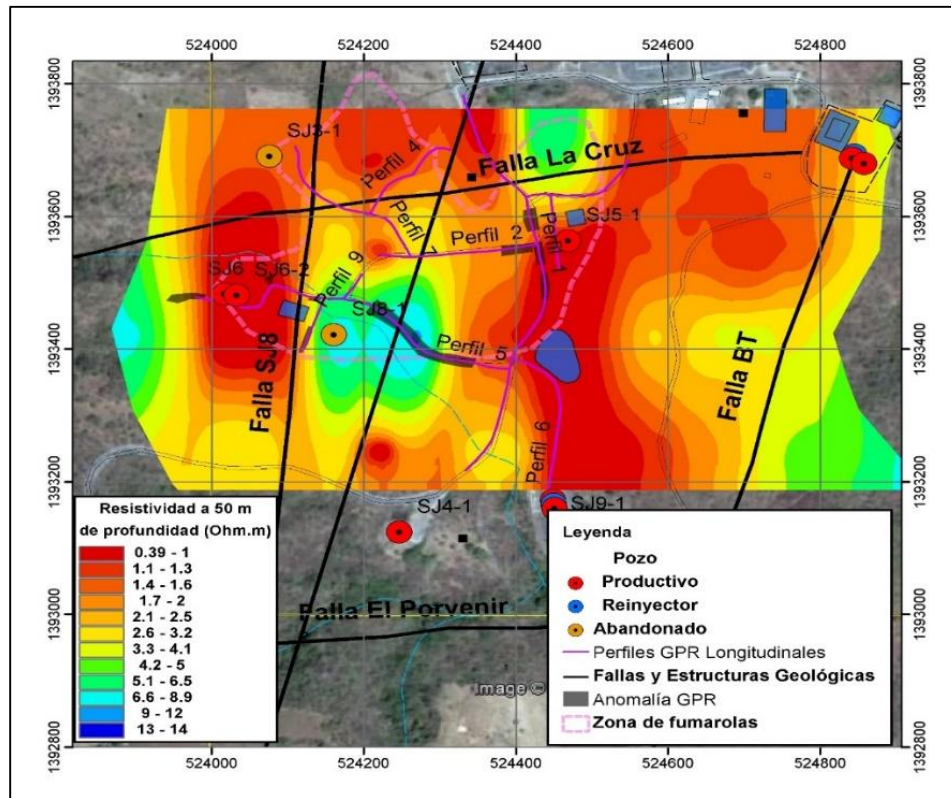 524000 524200 524400 524600 524800
1393800
1393800
SJ3-1
Perfil 4
Falla La Cruz
1393600
1393600
SJ5-1
Perfil 2
Perfil 1
Perfil 7
Perfil 9
SJ6
SJ6-2
SJ8-1
1393400
1393400
Perfil 5
Falla SJ8
Falla BT
Perfil 6
1393200
1393200
SJ4-1
SJ9-1
Resistividad a 50 m
de profundidad (Ohm.m)
0.39 - 1
1.1 - 1.3
1.4 - 1.6
1.7 - 2
2.1 - 2.5
2.6 - 3.2
3.3 - 4.1
4.2 - 5
5.1 - 6.5
6.6 - 8.9
9 - 12
13 - 14
Falla El Porvenir
1393000
1393000
Image ©
Leyenda
Pozo
Productivo
Reinyector
Abandonado
Perfiles GPR Longitudinales
Fallas y Estructuras Geológicas
Anomalía GPR
Zona de fumarolas
1392800
1392800
524000 524200 524400 524600 524800